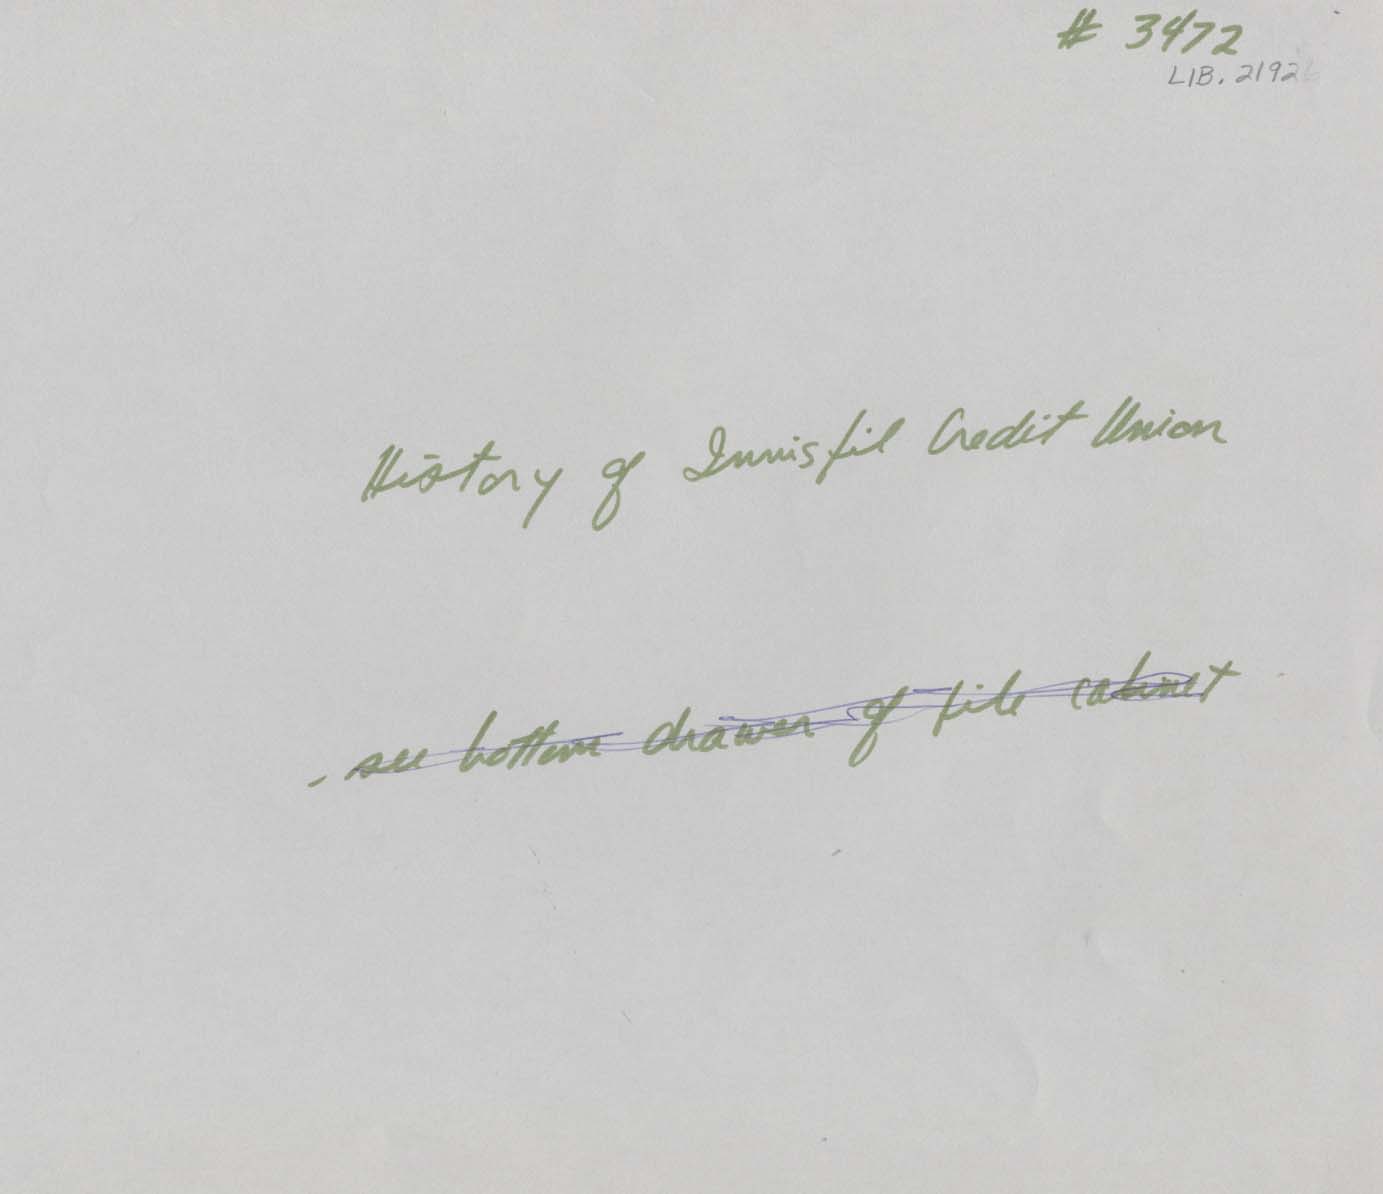 # 3472
LIB. 2192
History of Innisfil Credit Union
- see bottom drawer of file cabinet